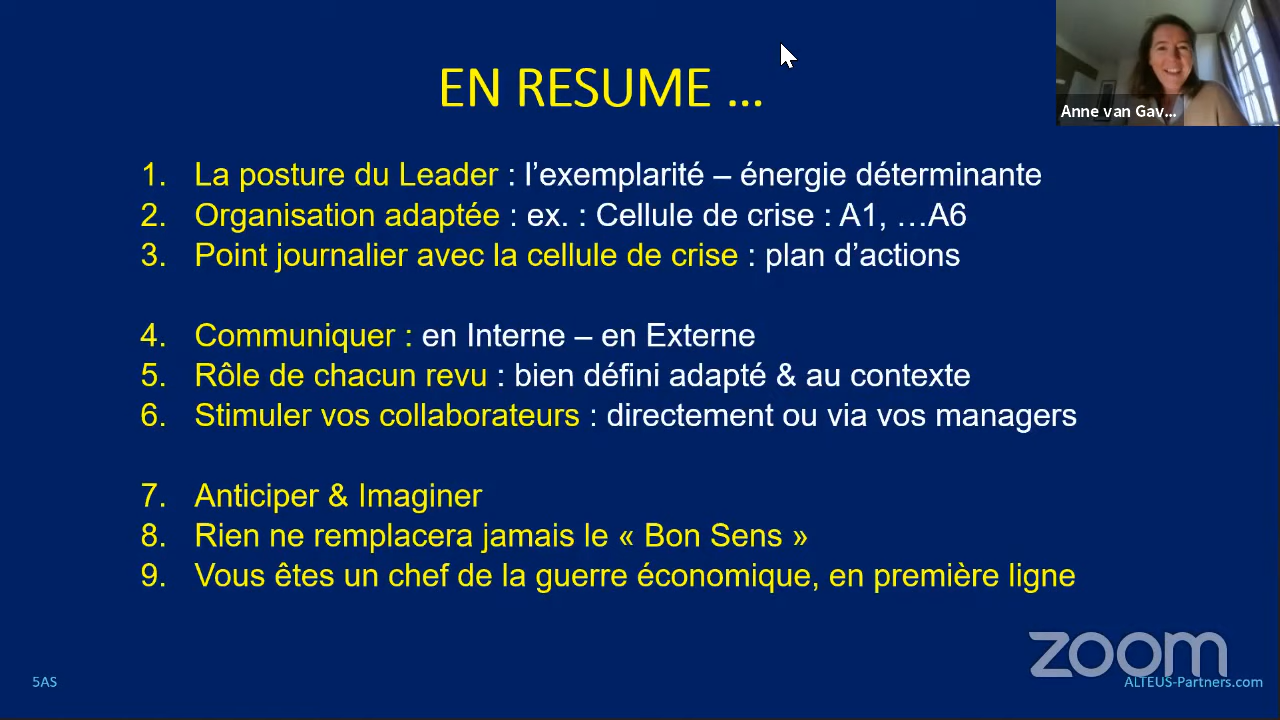 EN RESUME ...
Anne van Gav...
1. La posture du Leader : l’exemplarité – énergie déterminante
2. Organisation adaptée : ex. : Cellule de crise : A1, …A6
3. Point journalier avec la cellule de crise : plan d’actions
4. Communiquer : en Interne – en Externe
5. Rôle de chacun revu : bien défini adapté & au contexte
6. Stimuler vos collaborateurs : directement ou via vos managers
7. Anticiper & Imaginer
8. Rien ne remplacera jamais le « Bon Sens »
9. Vous êtes un chef de la guerre économique, en première ligne
zoom
5AS
ALTEUS-Partners.com